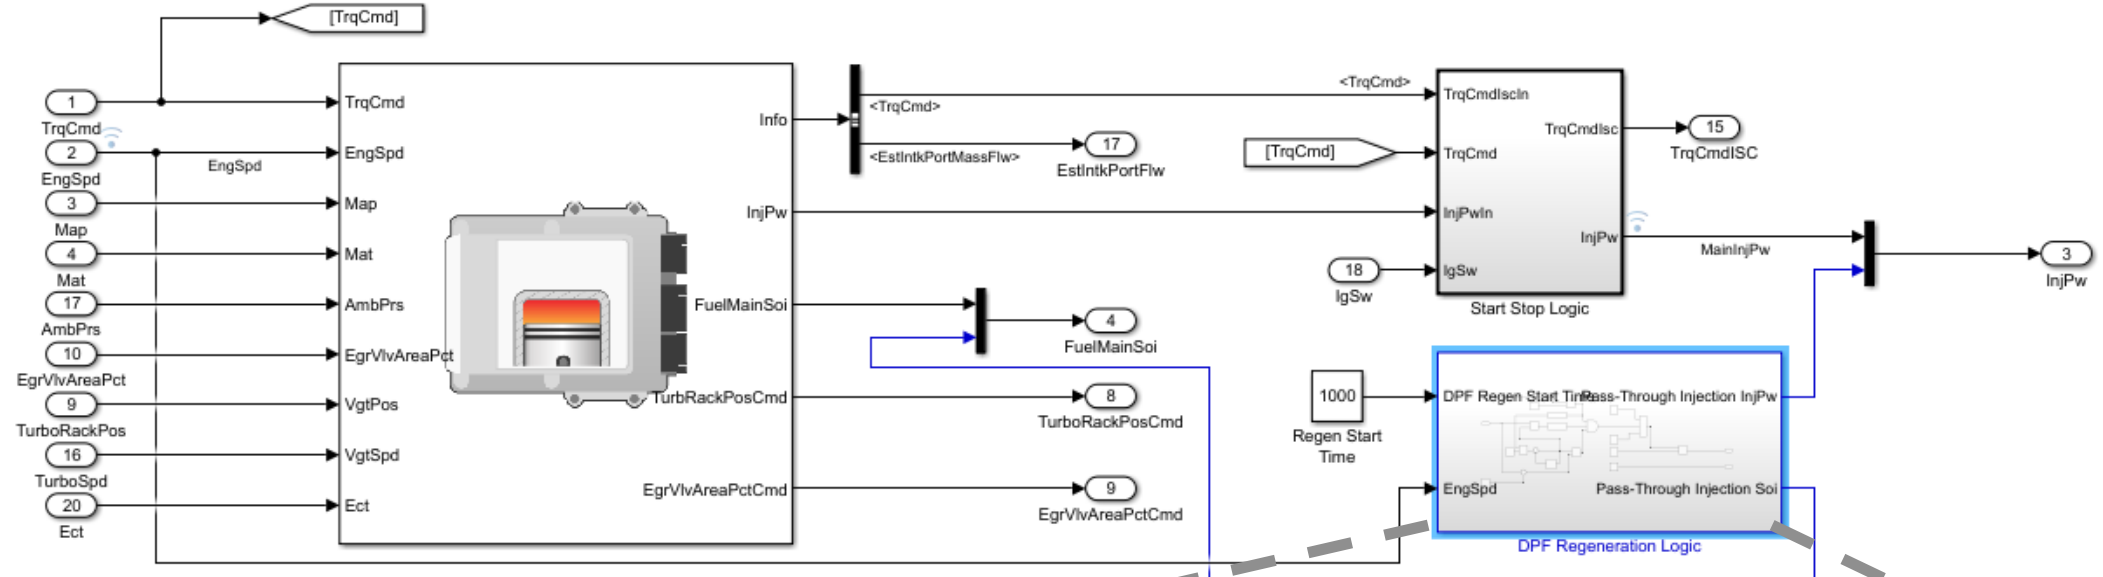 [TrqCmd]
1
TrqCmd
2
EngSpd
EngSpd
3
Map
4
Mat
17
AmbPrs
10
EgrVlvAreaPct
9
TurboRackPos
16
TurboSpd
20
Ect
TrqCmd
EngSpd
Map
Mat
AmbPrs
EgrVlvAreaPct
VgtPos
VgtSpd
Ect
Info
InjPw
FuelMainSoi
TurbRackPosCmd
EgrVlvAreaPctCmd
<TrqCmd>
<EstIntkPortMassFlw>
17
EstIntkPortFlw
4
FuelMainSoi
8
TurboRackPosCmd
9
EgrVlvAreaPctCmd
<TrqCmd>
[TrqCmd]
18
IgSw
TrqCmdIscIn
TrqCmd
InjPwIn
IgSw
TrqCmdIsc
InjPw
Start Stop Logic
15
TrqCmdISC
MainInjPw
3
InjPw
1000
Regen Start
Time
DPF Regen Start Time
Pass-Through Injection InjPw
EngSpd
Pass-Through Injection Soi
DPF Regeneration Logic